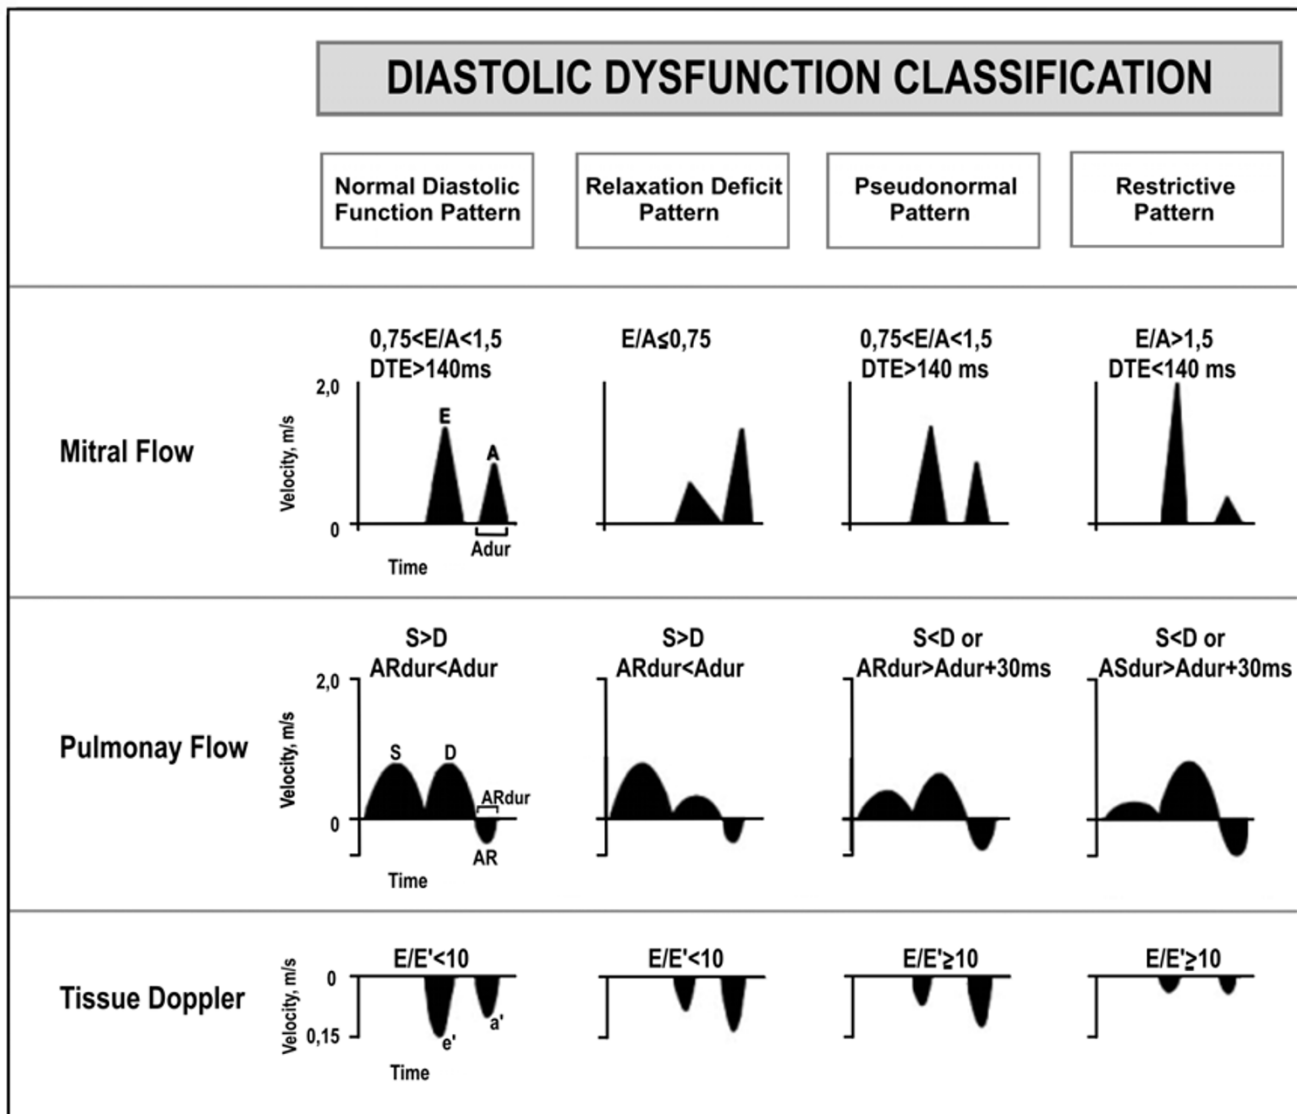 DIASTOLIC DYSFUNCTION CLASSIFICATION
Normal Diastolic
Function Pattern
Relaxation Deficit
Pattern
Pseudonormal
Pattern
Restrictive
Pattern
Mitral Flow
0,75<E/A<1,5
DTE>140ms
2,0
Velocity, m/s
0
E
A
Adur
Time
E/A≦0,75
0,75<E/A<1,5
DTE>140 ms
E/A>1,5
DTE<140 ms
Pulmonay Flow
S>D
ARdur<Adur
2,0
Velocity, m/s
0
S
D
ARdur
AR
Time
S>D
ARdur<Adur
S<D or
ARdur>Adur+30ms
S<D or
ASdur>Adur+30ms
Tissue Doppler
E/E'<10
0
Velocity, m/s
0,15
e'
a'
Time
E/E'<10
E/E'≧10
E/E'≧10